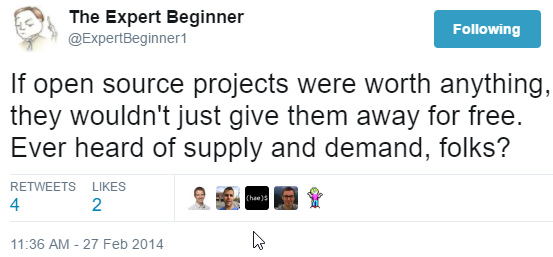 The Expert Beginner
@ExpertBeginner1
Following
If open source projects were worth anything,
they wouldn't just give them away for free.
Ever heard of supply and demand, folks?
RETWEETS LIKES
4 2
{hae}$
11:36 AM - 27 Feb 2014